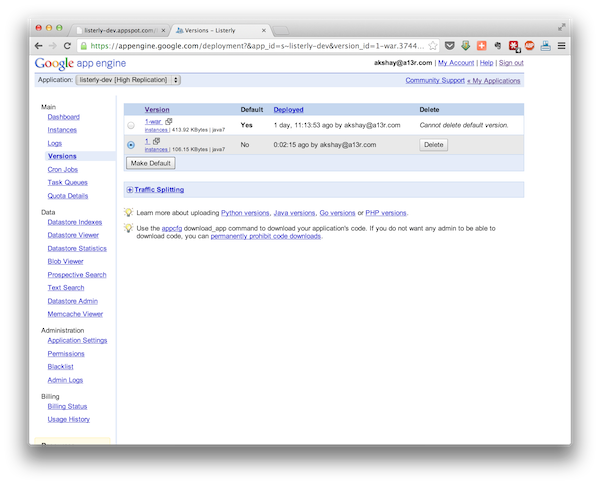 listerly-dev.appspot.com
Versions - Listerly
https://appengine.google.com/deployment?&app_id=s~listerly-dev&version_id=1-war.3744...
Google app engine
akshay@a13r.com | My Account | Help | Sign out
Application: listerly-dev [High Replication]
Community Support « My Applications
Main
Dashboard
Instances
Logs
Versions
Cron Jobs
Task Queues
Quota Details
Data
Datastore Indexes
Datastore Viewer
Datastore Statistics
Blob Viewer
Prospective Search
Text Search
Datastore Admin
Memcache Viewer
Administration
Application Settings
Permissions
Blacklist
Admin Logs
Billing
Billing Status
Usage History
Version Default Deployed Delete
1-war Yes 1 day, 11:13:53 ago by akshay@a13r.com Cannot delete default version.
Instances | 413.92 KBytes | java7
1 No 0:02:15 ago by akshay@a13r.com Delete
Instances | 108.15 KBytes | java7
Make Default
Traffic Splitting
Learn more about uploading Python versions, Java versions, Go versions or PHP versions.
Use the appcfg download_app command to download your application's code. If you do not want any admin to be able to
download code, you can permanently prohibit code downloads.